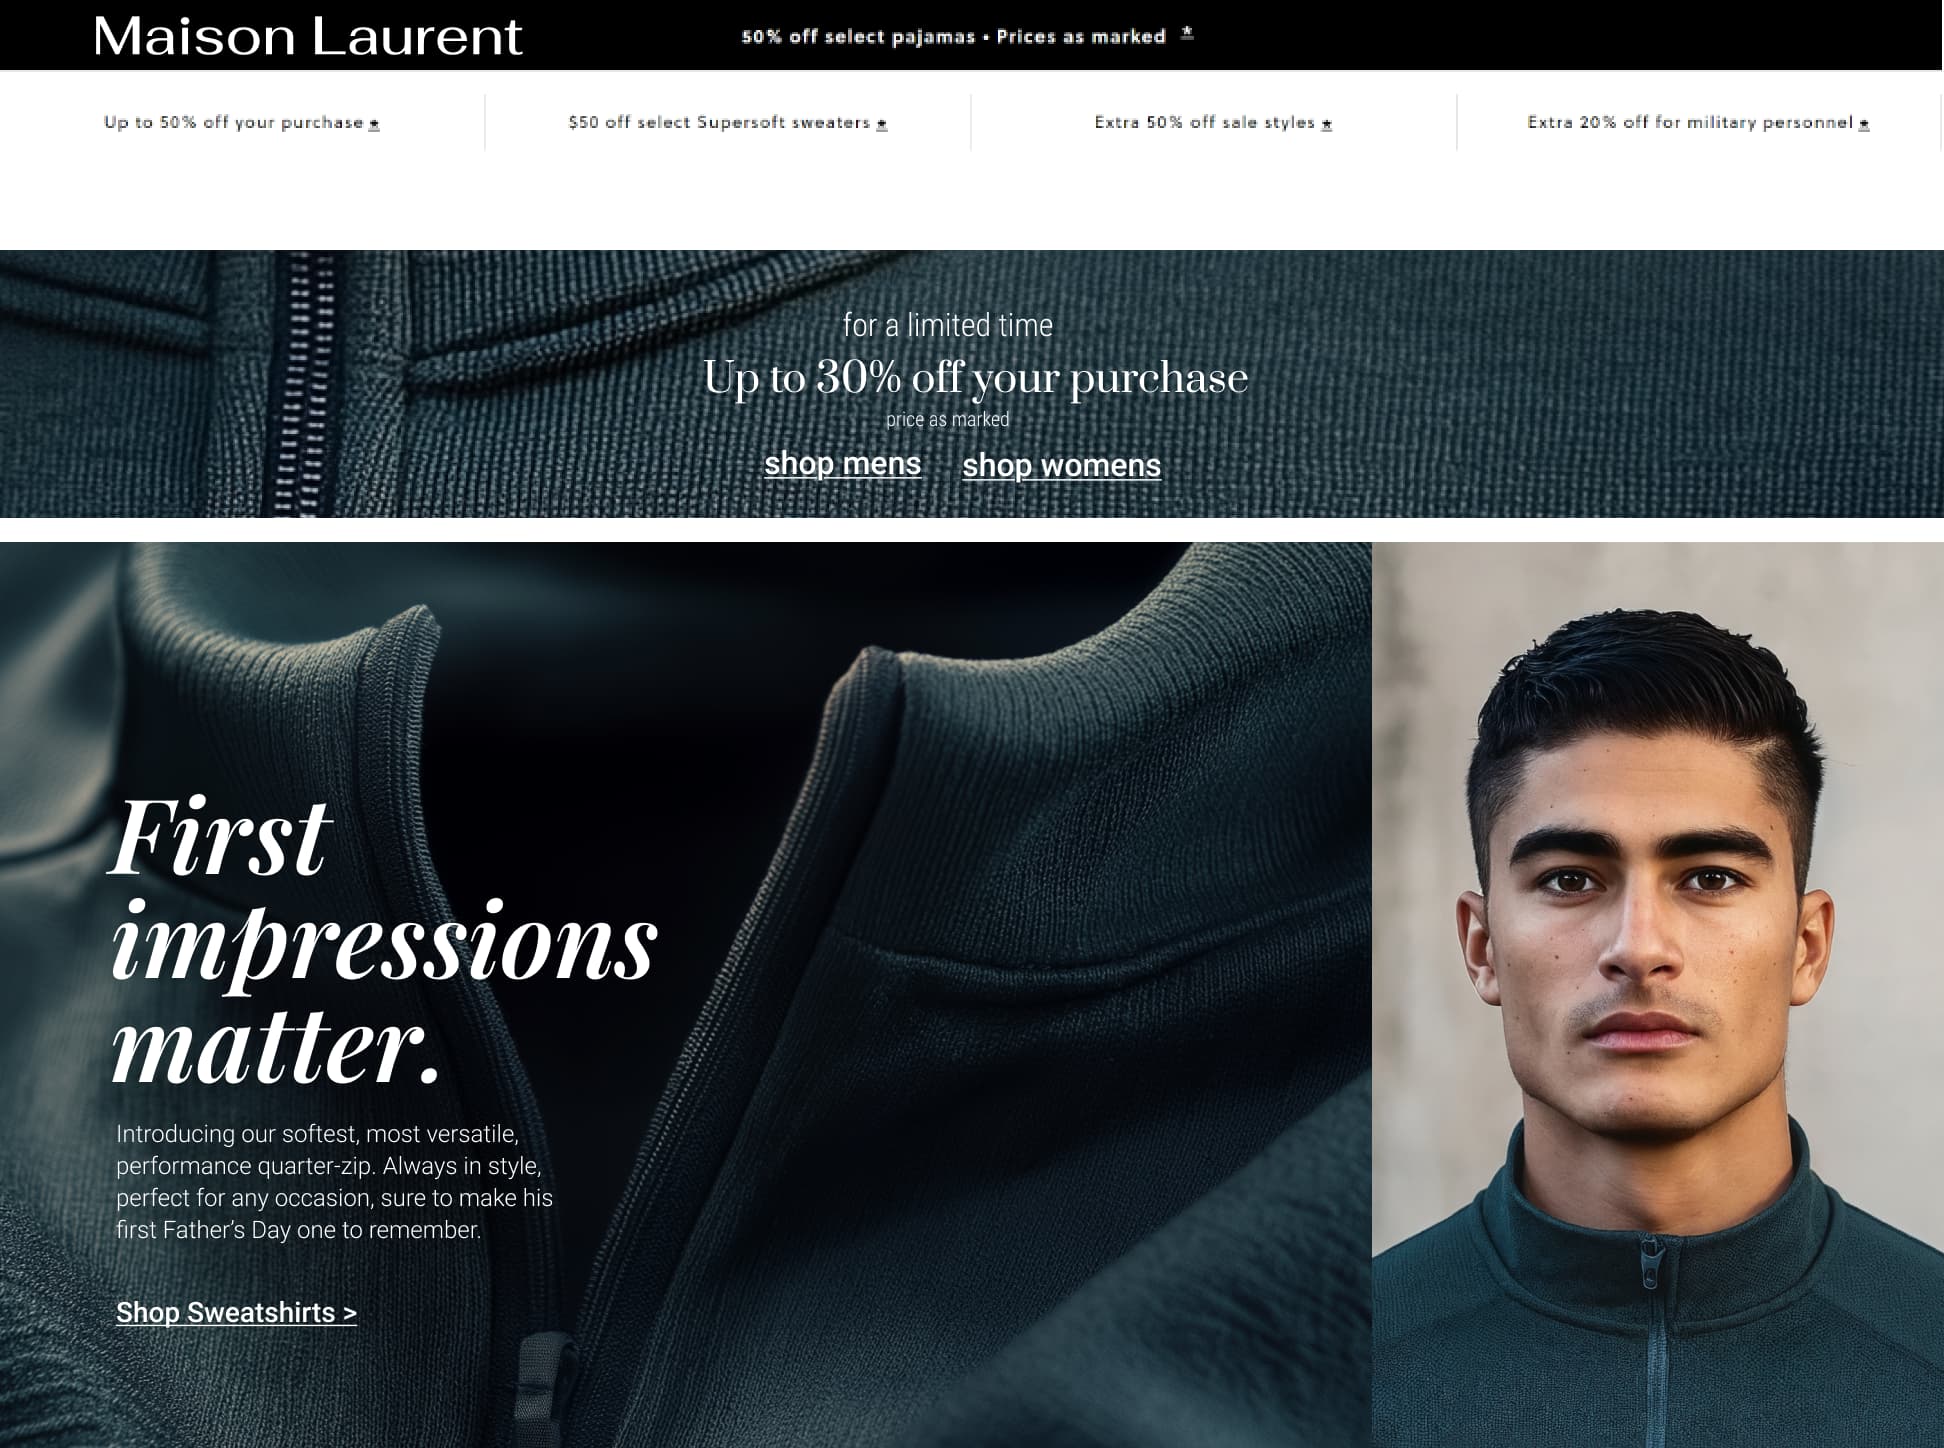 Maison Laurent
50% off select pajamas • Prices as marked *
Up to 50% off your purchase *
$50 off select Supersoft sweaters *
Extra 50% off sale styles *
Extra 20% off for military personnel *
for a limited time
Up to 30% off your purchase
price as marked
shop mens shop womens
First
impressions
matter.
Introducing our softest, most versatile,
performance quarter-zip. Always in style,
perfect for any occasion, sure to make his
first Father’s Day one to remember.
Shop Sweatshirts >